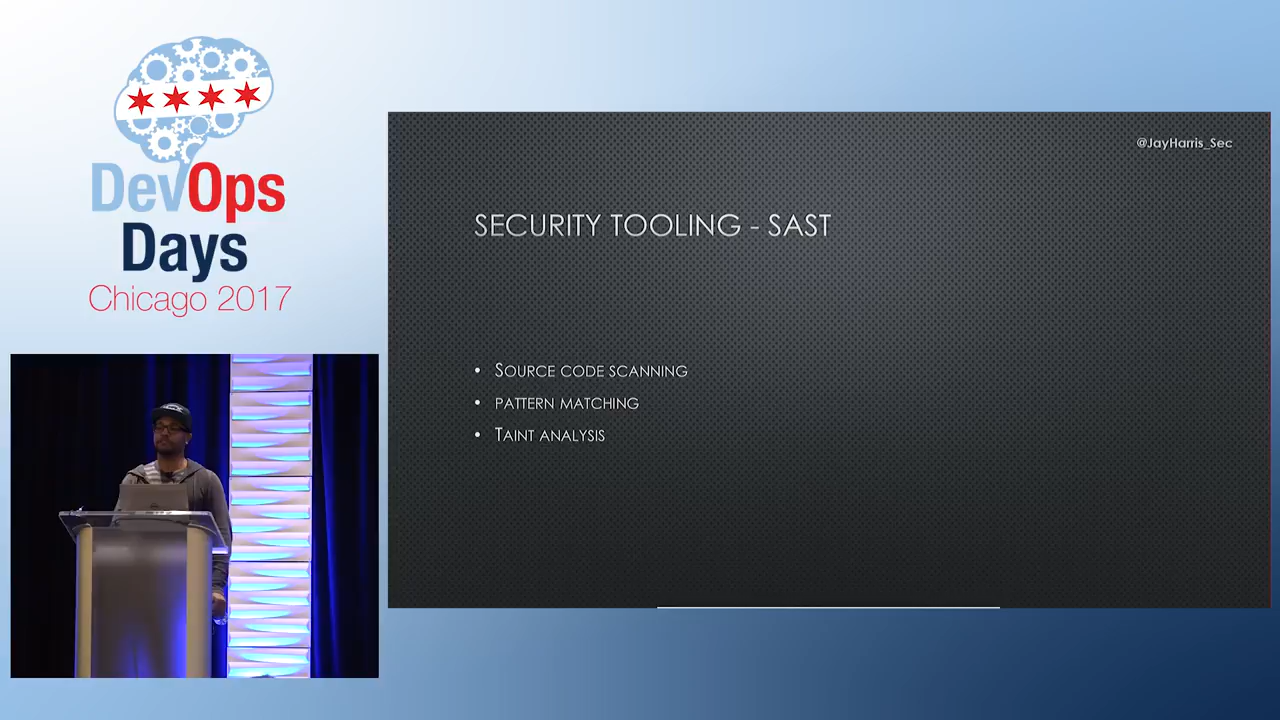 DevOps
Days
Chicago 2017
@JayHarris_Sec
SECURITY TOOLING - SAST
• SOURCE CODE SCANNING
• PATTERN MATCHING
• TAINT ANALYSIS